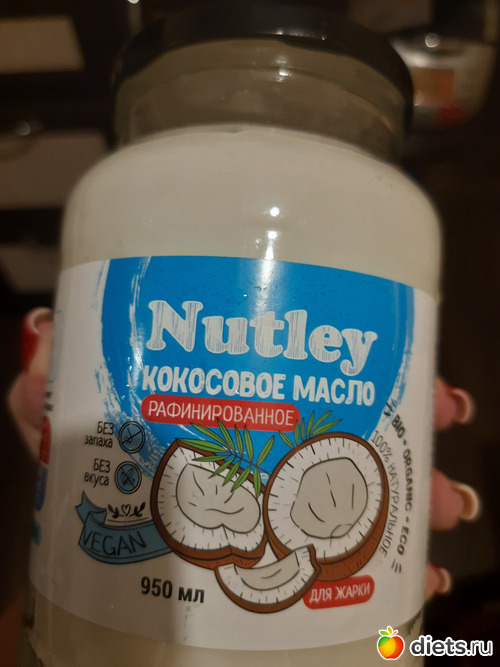 Nutley
КОКОСОВОЕ МАСЛО
РАФИНИРОВАННОЕ
БЕЗ
запаха
БЕЗ
вкуса
BIO - ORGANIC - ECO
100% НАТУРАЛЬНОЕ
VEGAN
950 мл
ДЛЯ ЖАРКИ
diets.ru